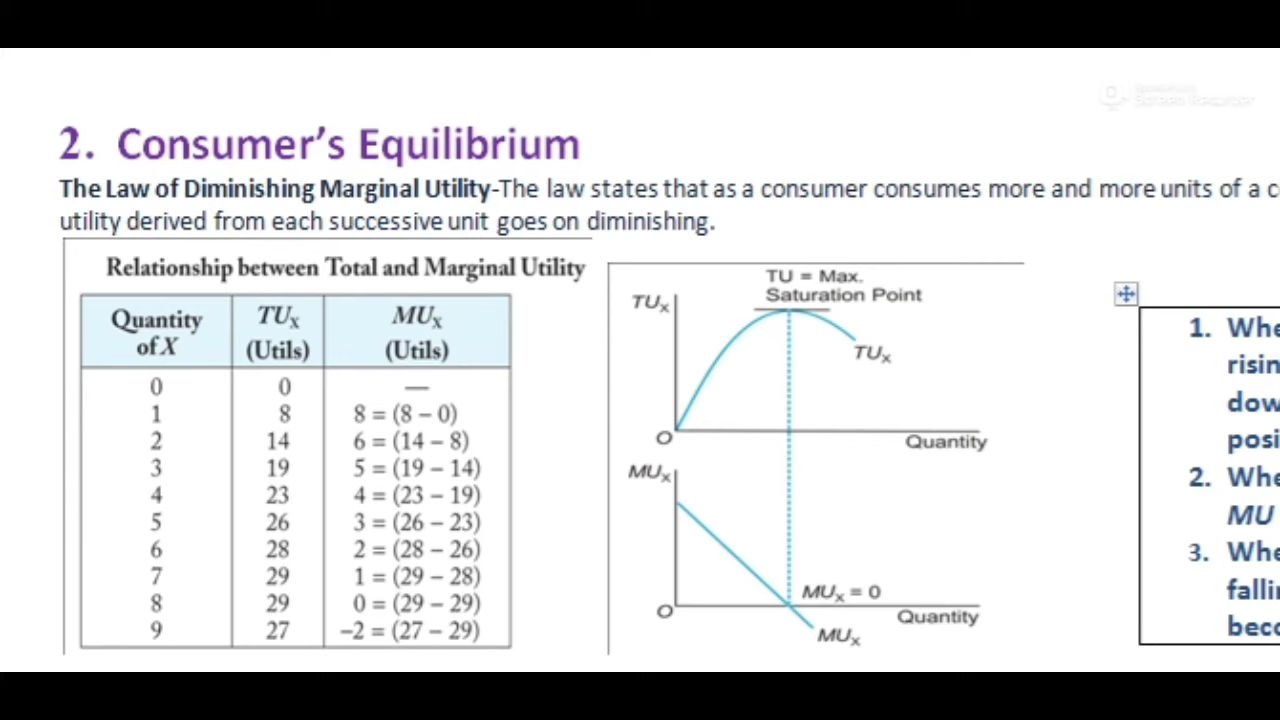 2. Consumer's Equilibrium
The Law of Diminishing Marginal Utility-The law states that as a consumer consumes more and more units of a
utility derived from each successive unit goes on diminishing.
Relationship between Total and Marginal Utility
Quantity of X TUx (Utils) MUx (Utils)
0 0 —
1 8 8 = (8 – 0)
2 14 6 = (14 – 8)
3 19 5 = (19 – 14)
4 23 4 = (23 – 19)
5 26 3 = (26 – 23)
6 28 2 = (28 – 26)
7 29 1 = (29 – 28)
8 29 0 = (29 – 29)
9 27 –2 = (27 – 29)
TU = Max.
Saturation Point
TUx
TUx
O
Quantity
MUx
MUx = 0
O
Quantity
MUx
1. Whe
risin
dow
posi
2. Whe
MU
3. Whe
falli
beco
Screen Recorder